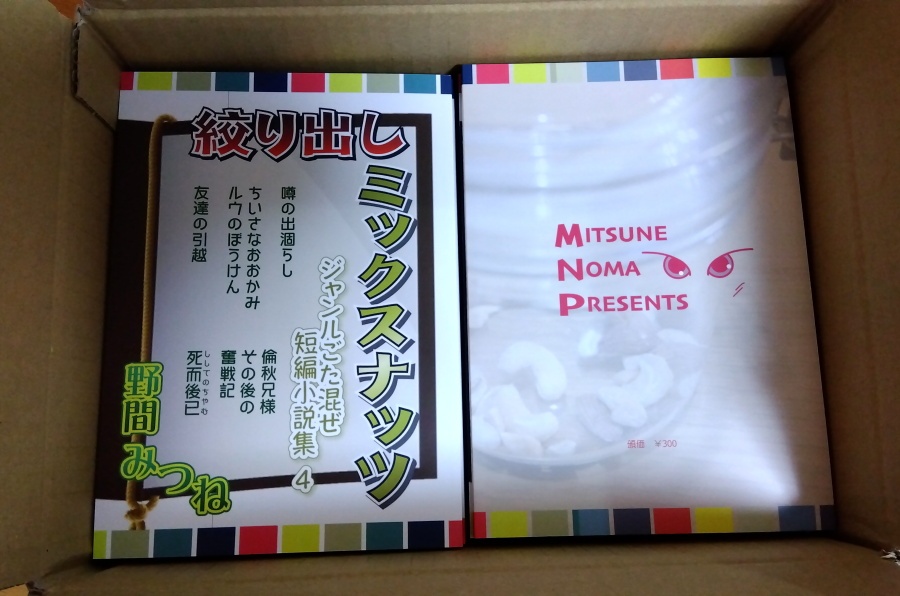 絞り出し
ミックスナッツ
ジャンルごた混ぜ
短編小説集 4
噂の出涸らし
ちいさなおおかみ
ルウのぼうけん
友達の引越
倫秋兄様
その後の
奮戦記
死而後已
ししてのちやむ
野間
みつね
MITSUNE
NOMA
PRESENTS
頒価 ¥300